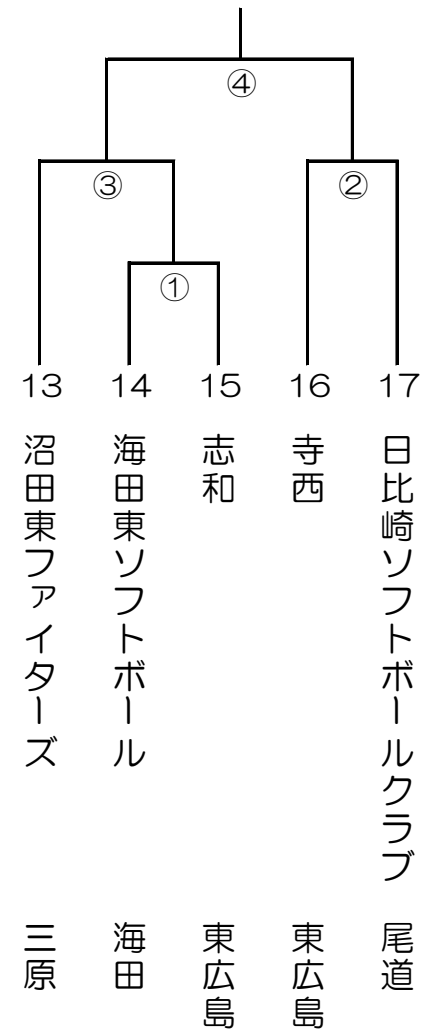 ④
③
②
①
13
14
15
16
17
沼田東ファイターズ
海田東ソフトボール
志和
寺西
日比崎ソフトボールクラブ
三原
海田
東広島
東広島
尾道